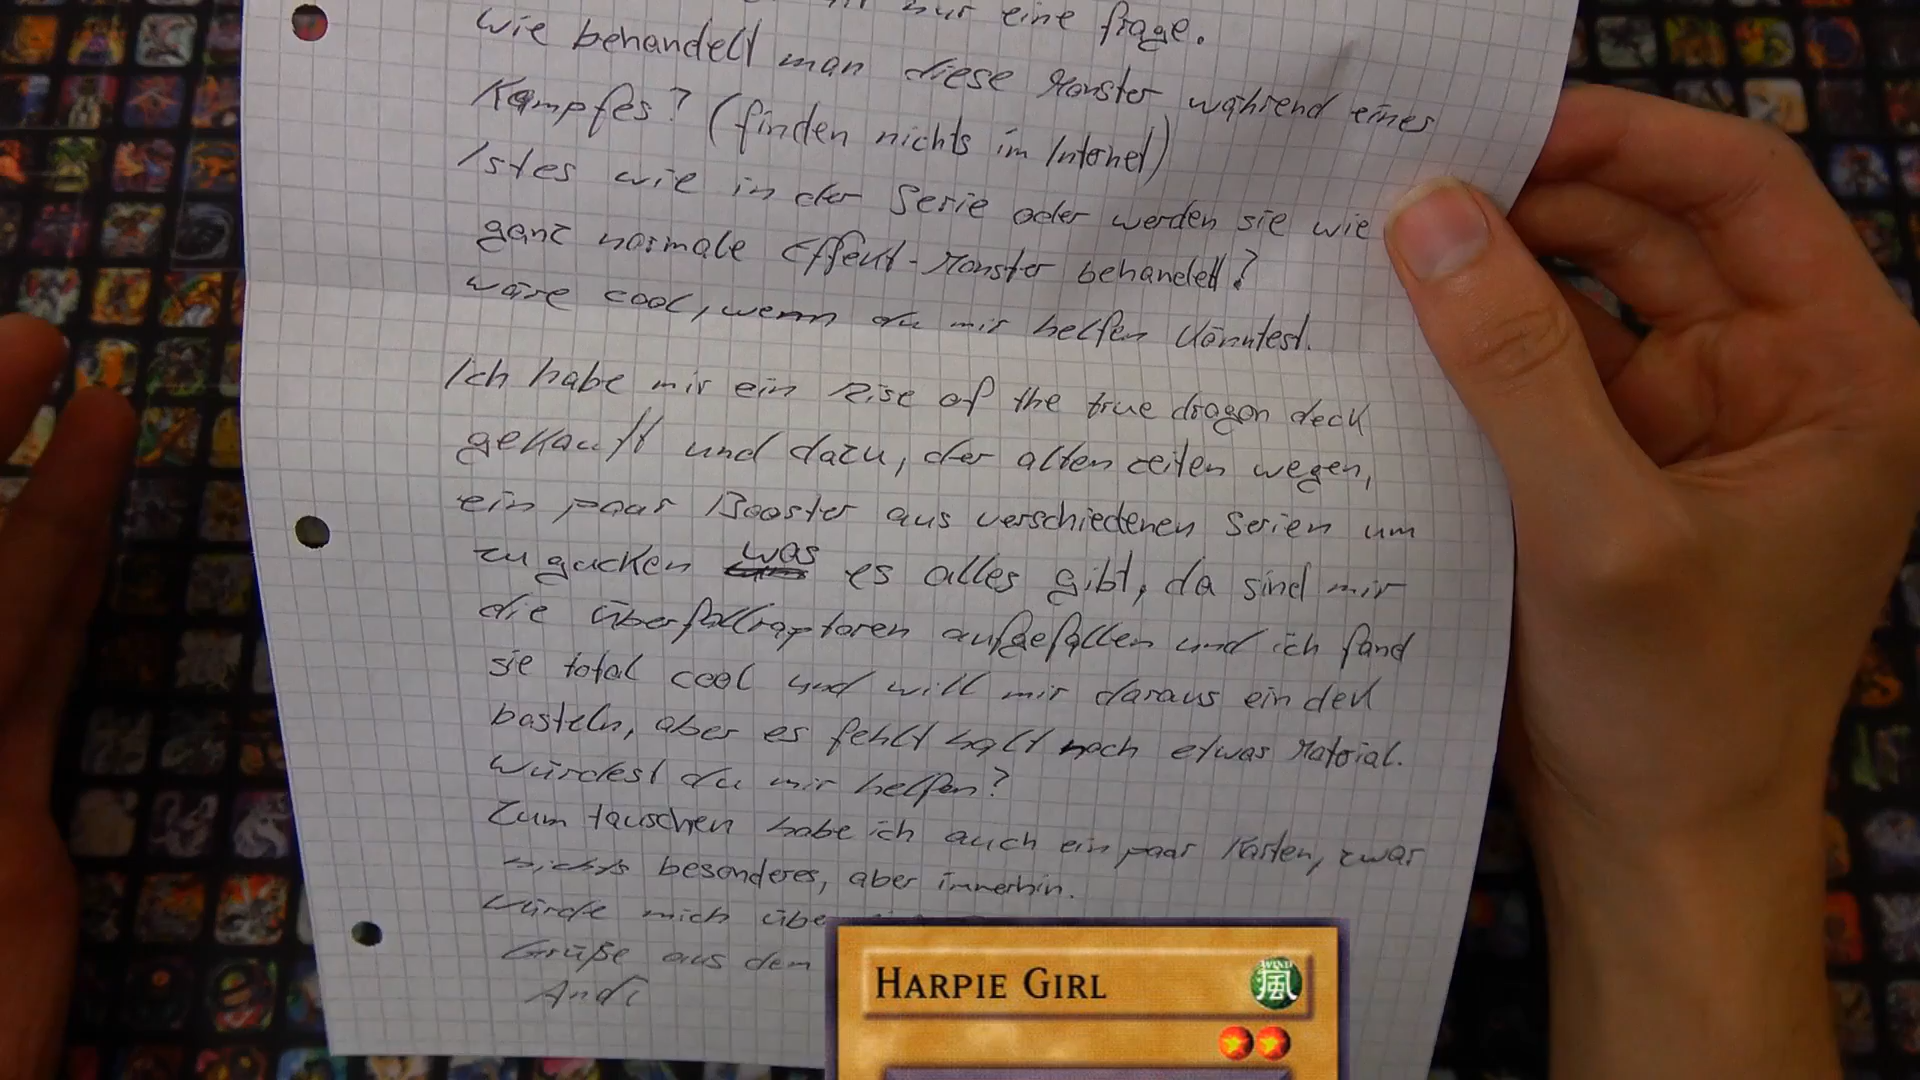 nur eine frage.
Wie behandelt man diese Monster während eines
Kampfes? (finden nichts im Internet)
Ist es wie in der Serie oder werden sie wie
ganz normale Effekt-Monster behandelt?
wäre cool, wenn du mir helfen könntest.
Ich habe mir ein Rise of the true dragon deck
gekauft und dazu, der alten zeiten wegen,
ein paar Booster aus verschiedenen Serien um
zu gucken was es alles gibt, da sind mir
die überfallraptoren aufgefallen und ich fand
sie total cool und will mir daraus ein dek
basteln, aber es fehlt halt noch etwas Material.
Würdest du mir helfen?
Zum tauschen habe ich auch ein paar Karten, zwar
nichts besonderes, aber immerhin.
Würde mich übe
Grüße aus dem
Andi
HARPIE GIRL
WIND
風